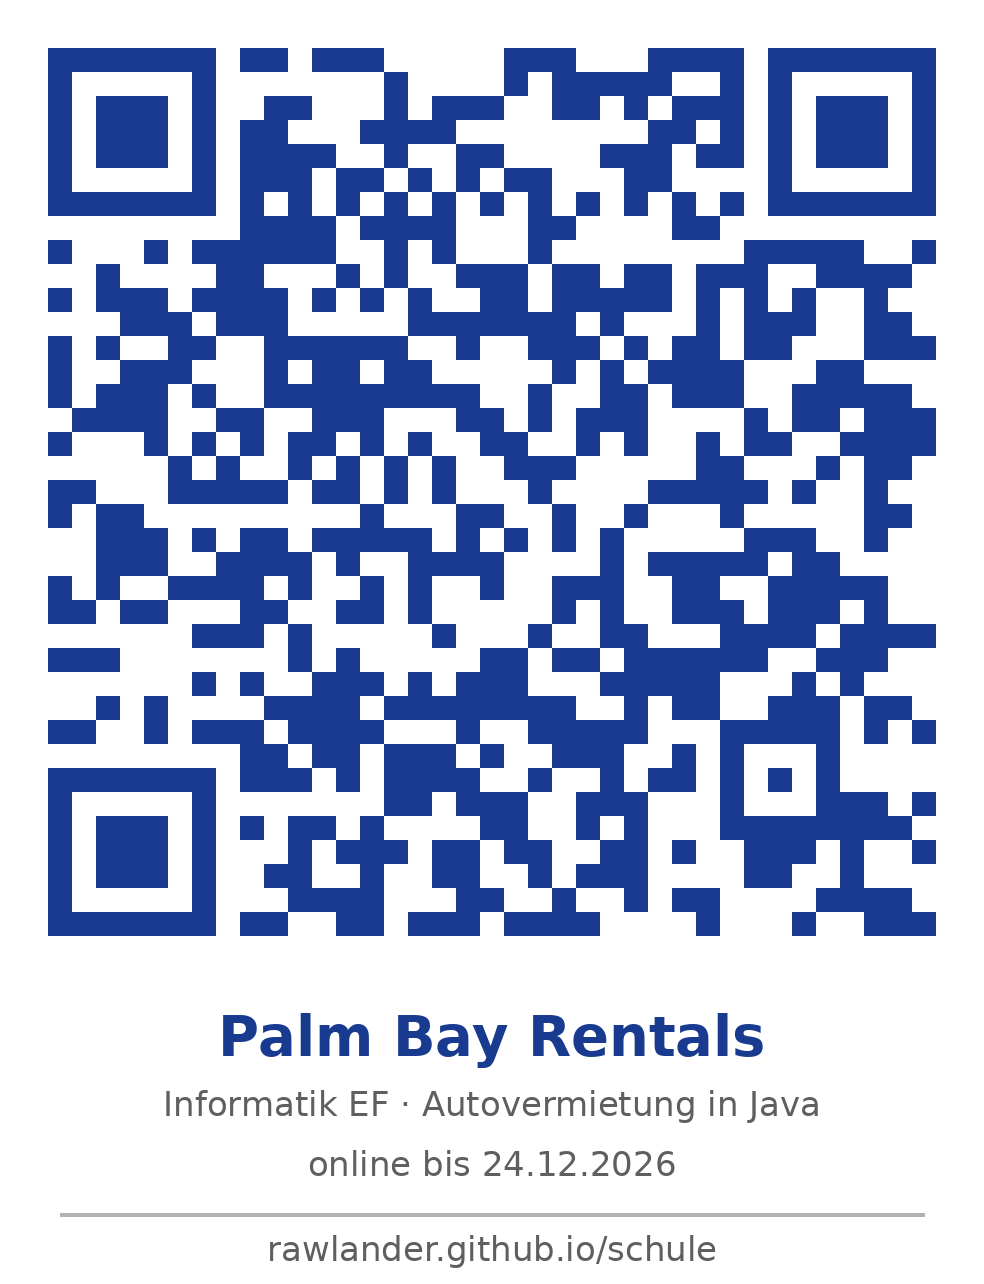 Palm Bay Rentals
Informatik EF · Autovermietung in Java
online bis 24.12.2026
rawlander.github.io/schule